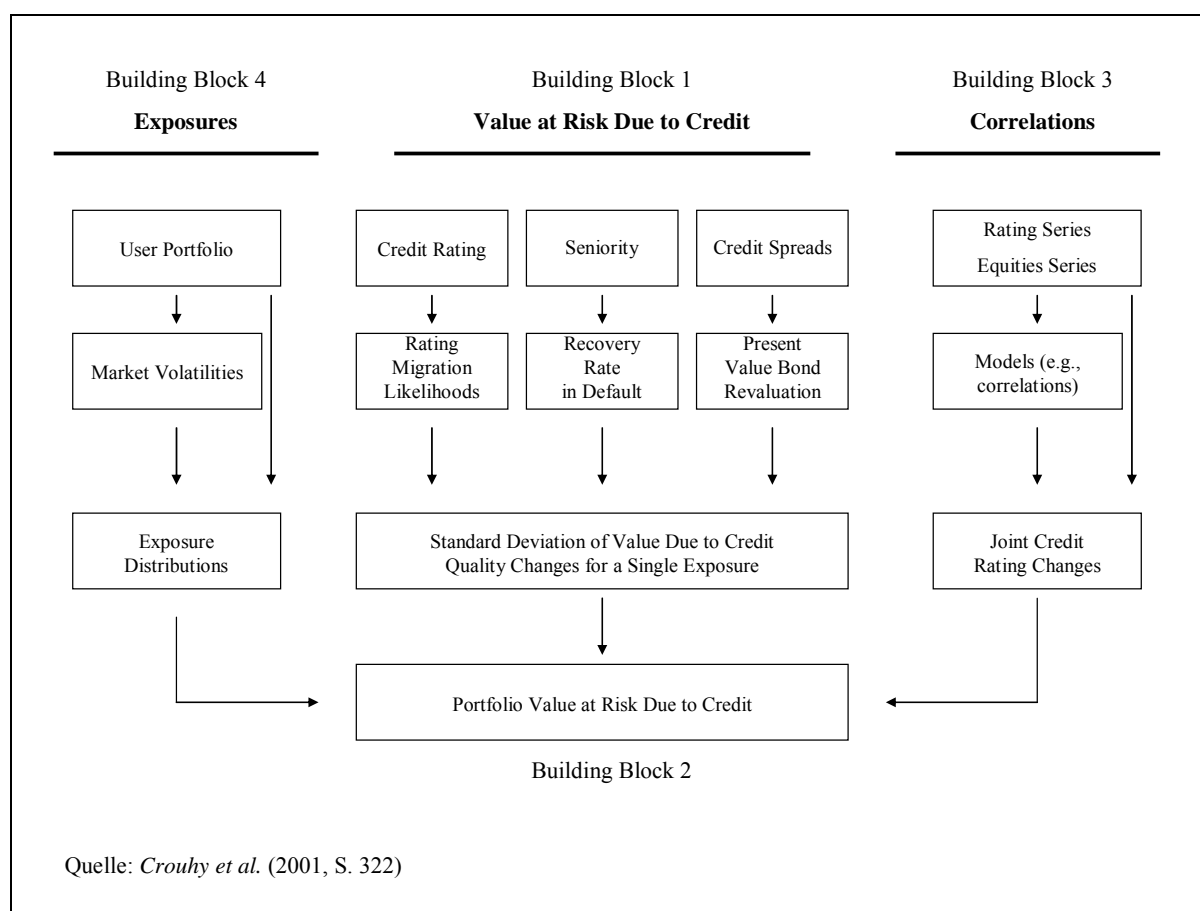 Building Block 4
Exposures
Building Block 1
Value at Risk Due to Credit
Building Block 3
Correlations
User Portfolio
Credit Rating
Seniority
Credit Spreads
Rating Series
Equities Series
Market Volatilities
Rating
Migration
Likelihoods
Recovery
Rate
in Default
Present
Value Bond
Revaluation
Models (e.g.,
correlations)
Exposure
Distributions
Standard Deviation of Value Due to Credit
Quality Changes for a Single Exposure
Joint Credit
Rating Changes
Portfolio Value at Risk Due to Credit
Building Block 2
Quelle: Crouhy et al. (2001, S. 322)